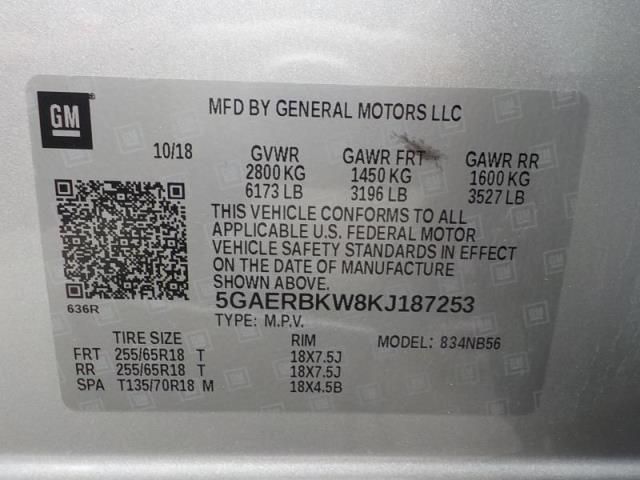 GM
MFD BY GENERAL MOTORS LLC
10/18 GVWR GAWR FRT GAWR RR
2800 KG 1450 KG 1600 KG
6173 LB 3196 LB 3527 LB
THIS VEHICLE CONFORMS TO ALL
APPLICABLE U.S. FEDERAL MOTOR
VEHICLE SAFETY STANDARDS IN EFFECT
ON THE DATE OF MANUFACTURE
SHOWN ABOVE
5GAERBKW8KJ187253
636R
TYPE: M.P.V.
TIRE SIZE RIM MODEL: 834NB56
FRT 255/65R18 T 18X7.5J
RR 255/65R18 T 18X7.5J
SPA T135/70R18 M 18X4.5B